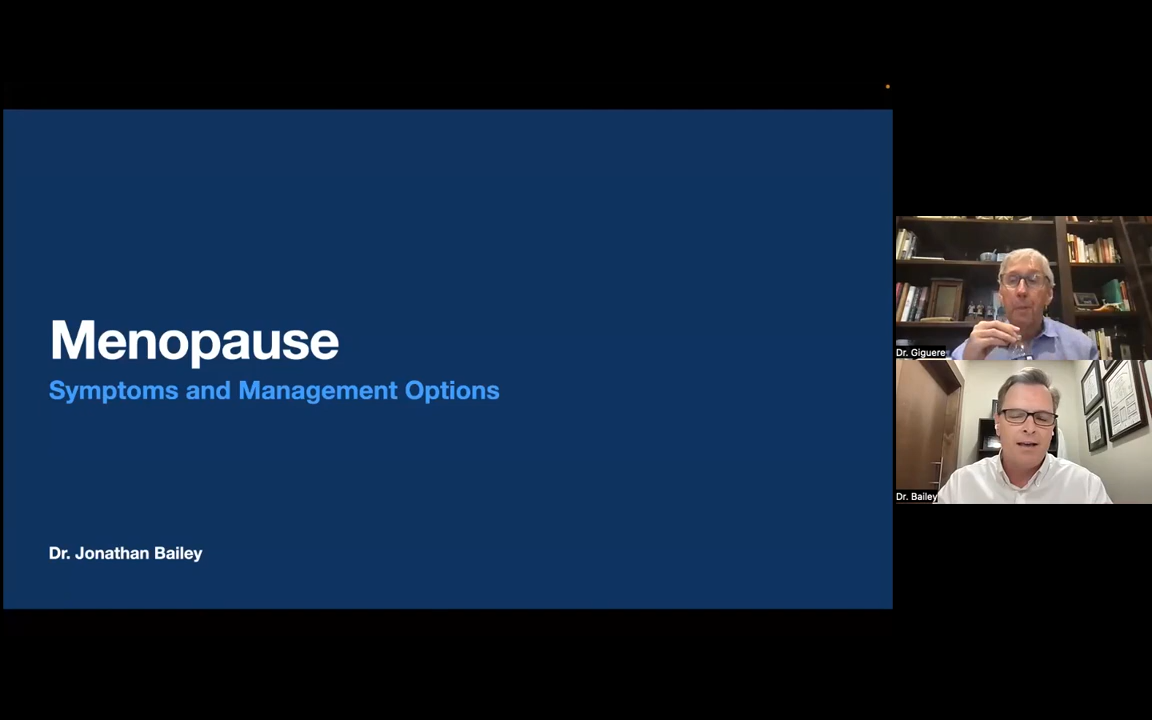 Menopause
Symptoms and Management Options
Dr. Jonathan Bailey
Dr. Giguere
Dr. Bailey